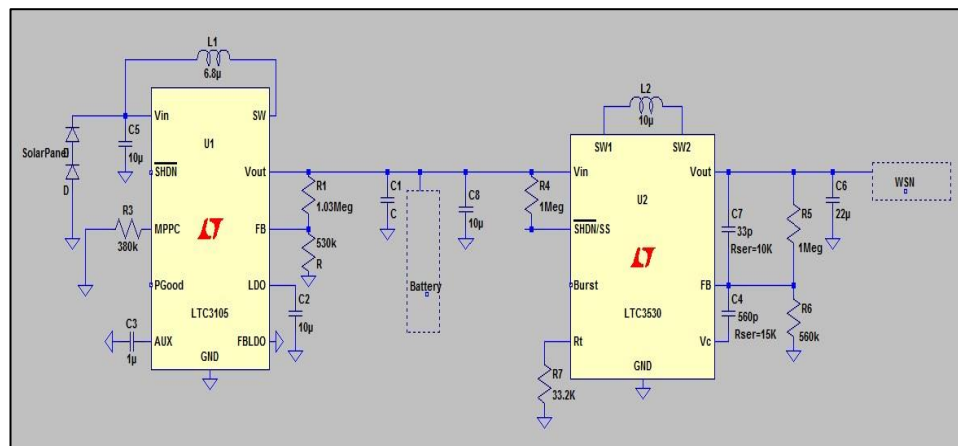 L1
6.8µ
Vin
SW
C5
10µ
U1
SolarPanel
D
D
SHDN
Vout
R1
1.03Meg
R3
380k
MPPC
FB
530k
R
PGood
LDO
C2
10µ
LTC3105
C3
1µ
AUX
FBLDO
GND
C1
C
C8
10µ
Battery
L2
10µ
SW1
SW2
R4
1Meg
Vin
Vout
U2
SHDN/SS
C7
33p
Rser=10K
R5
1Meg
C6
22µ
WSN
Burst
FB
LTC3530
C4
560p
Rser=15K
R6
560k
Rt
Vc
R7
33.2K
GND